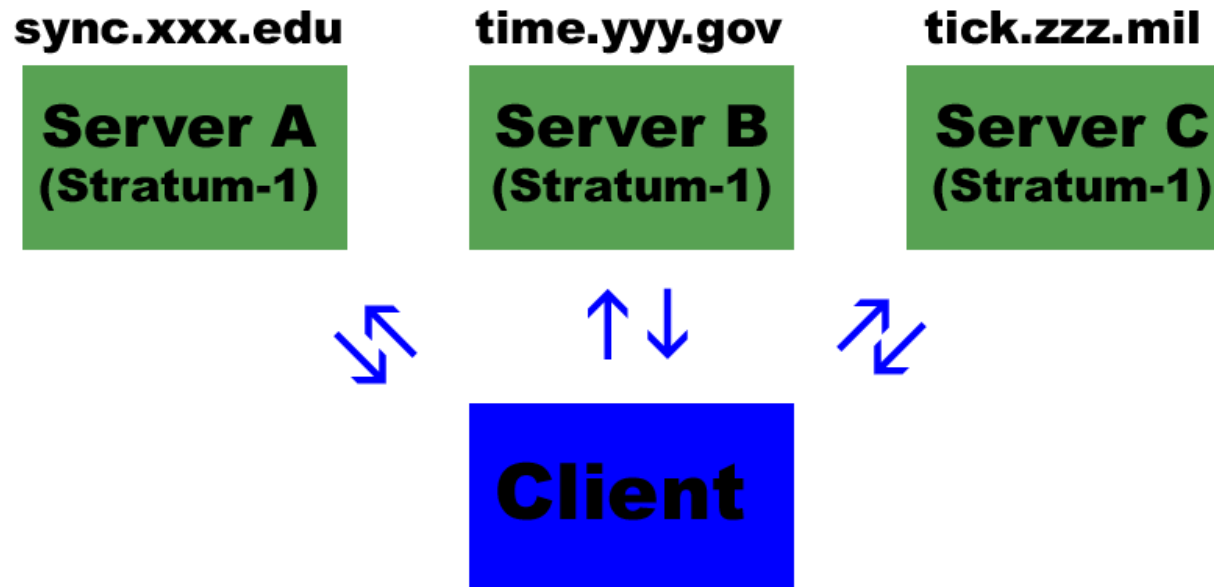 sync.xxx.edu
time.yyy.gov
tick.zzz.mil
Server A
(Stratum-1)
Server B
(Stratum-1)
Server C
(Stratum-1)
Client